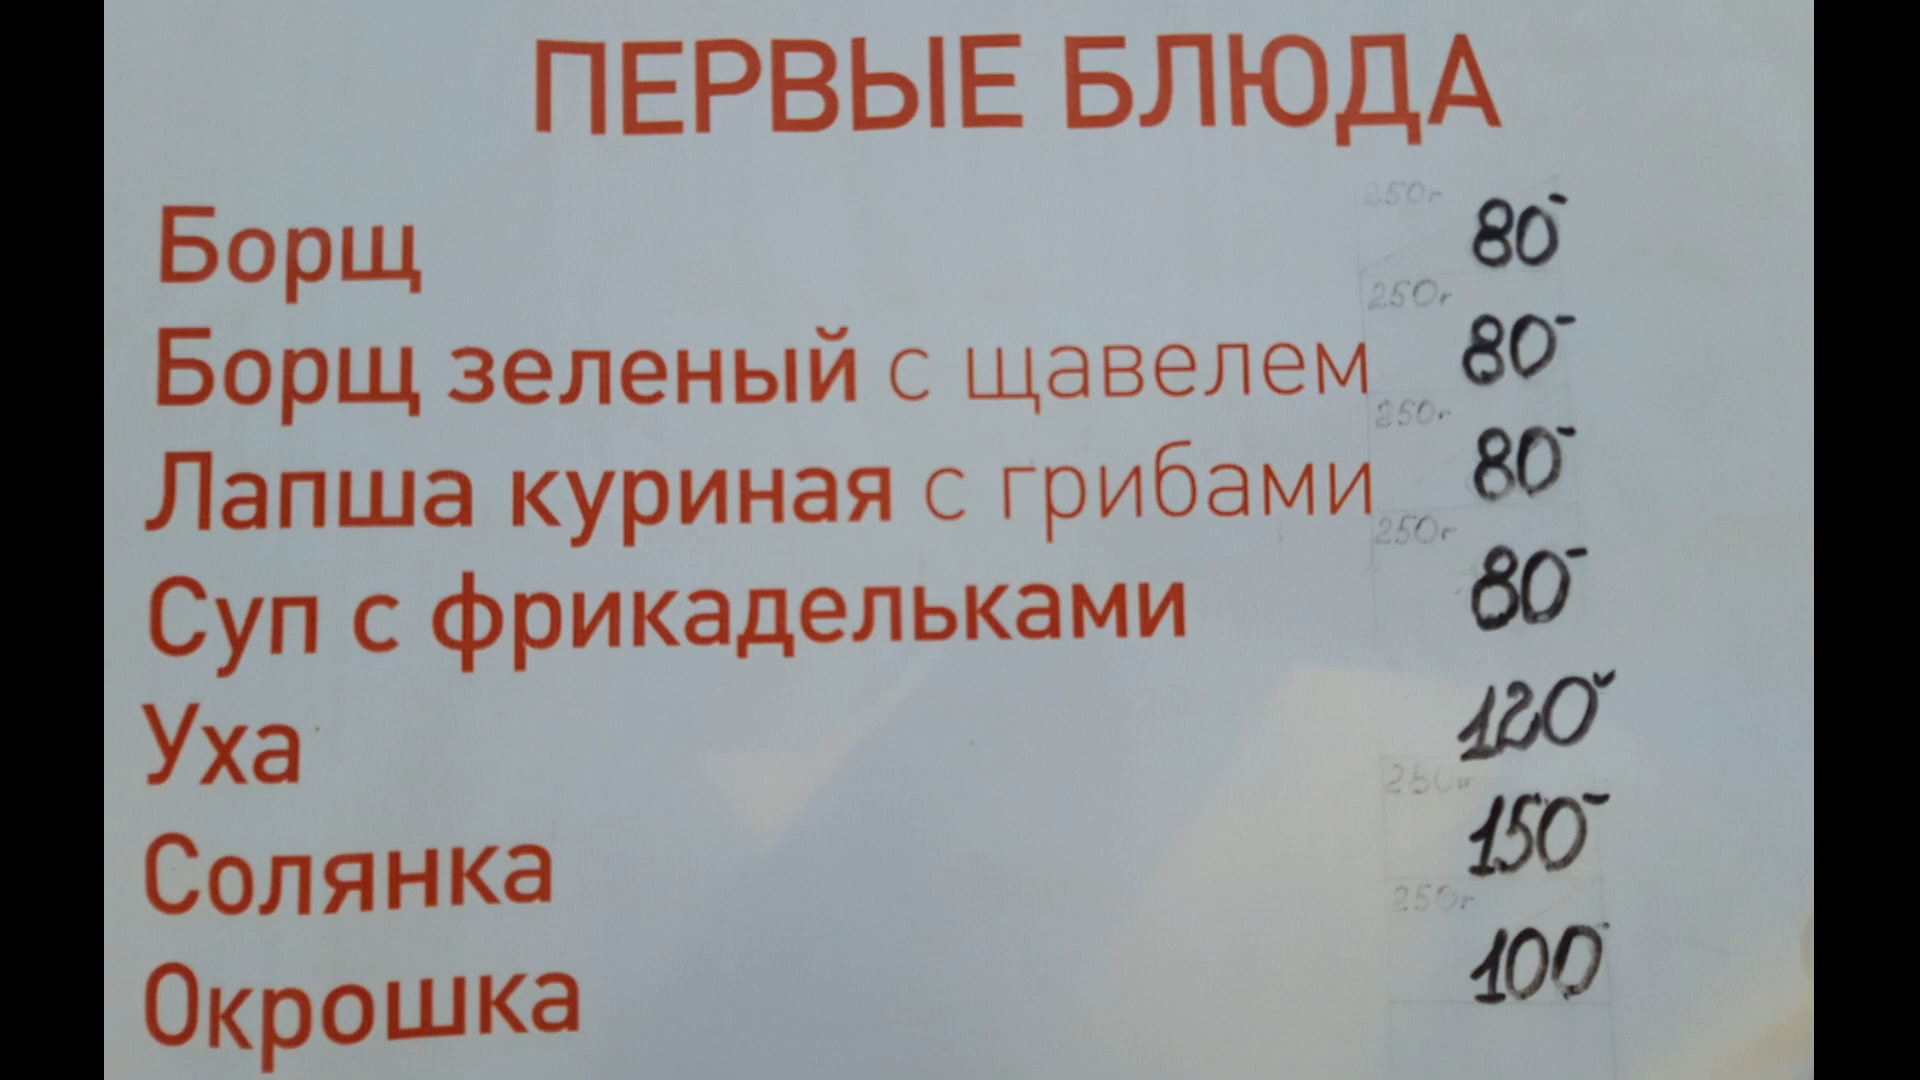 ПЕРВЫЕ БЛЮДА
Борщ 250г 80-
Борщ зеленый с щавелем 250г 80-
Лапша куриная с грибами 250г 80-
Суп с фрикадельками 250г 80-
Уха 120-
Солянка 150-
Окрошка 250г 100-